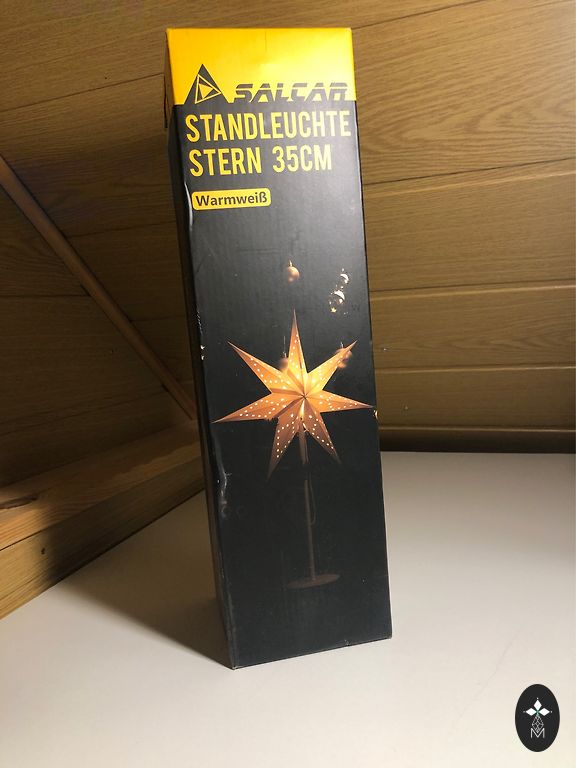 SALCAR
STANDLEUCHTE
STERN 35CM
Warmweiß
M